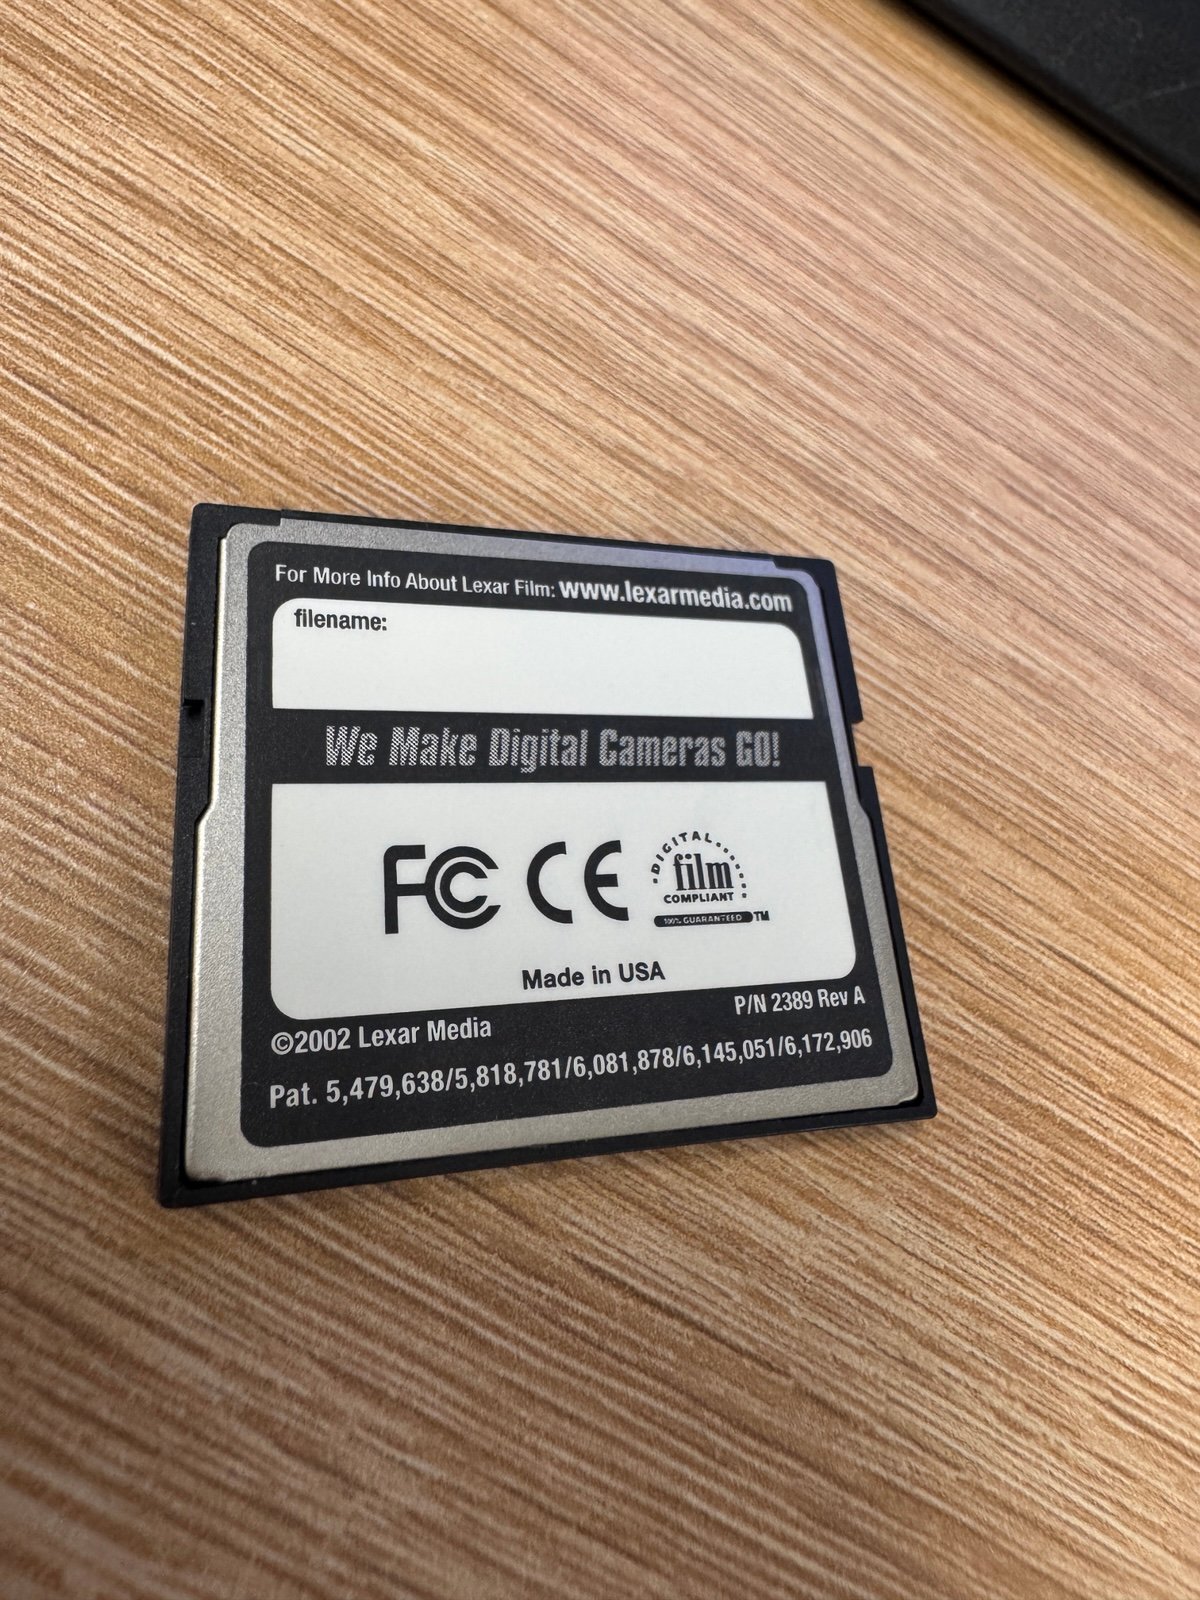 For More Info About Lexar Film: www.lexarmedia.com
filename:
We Make Digital Cameras GO!
FC CE DIGITAL film COMPLIANT
100% GUARANTEED TM
Made in USA
P/N 2389 Rev A
©2002 Lexar Media
Pat. 5,479,638/5,818,781/6,081,878/6,145,051/6,172,906